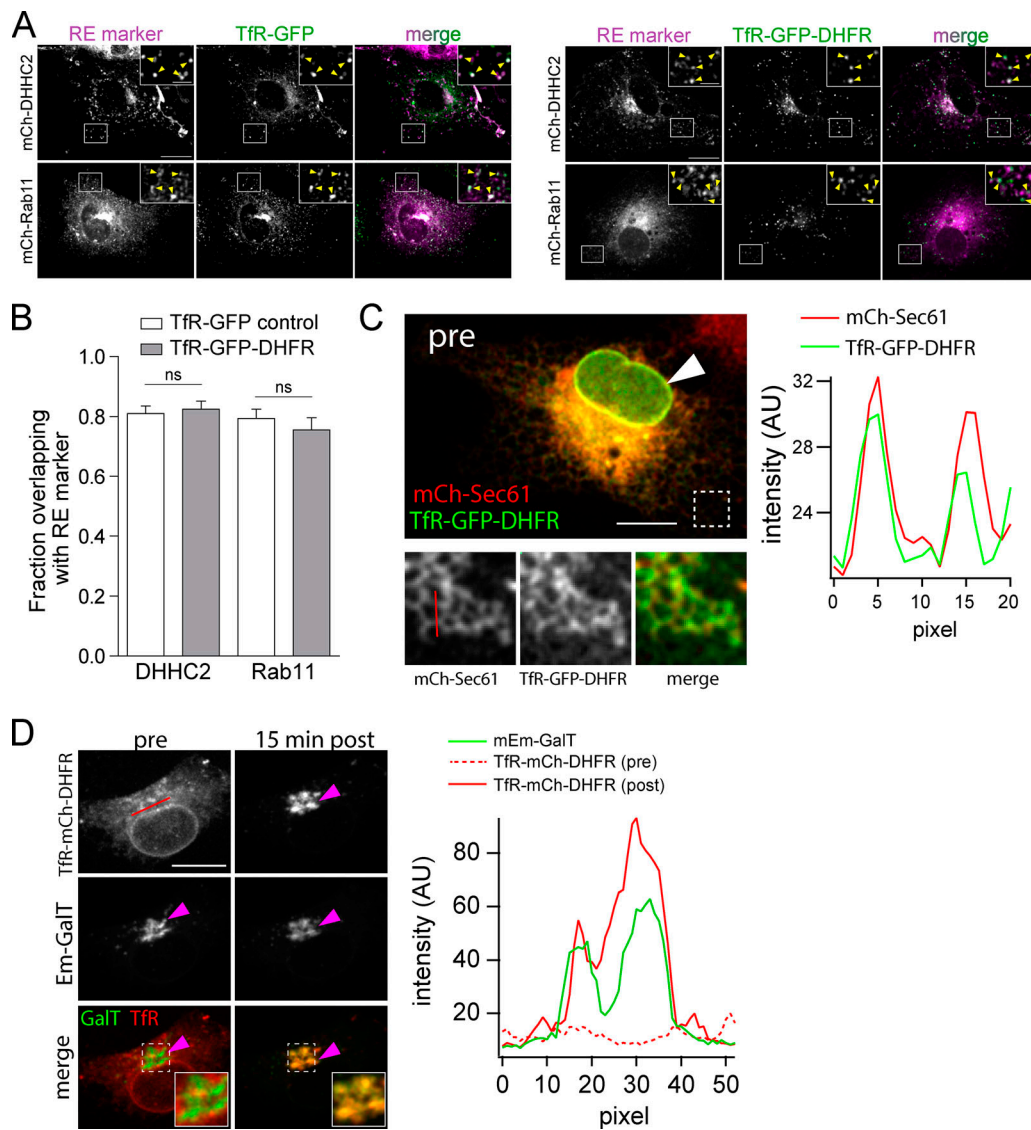 A
RE marker TfR-GFP merge
mCh-DHHC2
mCh-Rab11
RE marker TfR-GFP-DHFR merge
mCh-DHHC2
mCh-Rab11
B
TfR-GFP control
TfR-GFP-DHFR
Fraction overlapping
with RE marker
1.0
0.8
0.6
0.4
0.2
0.0
ns
ns
DHHC2 Rab11
C
pre
mCh-Sec61
TfR-GFP-DHFR
mCh-Sec61 TfR-GFP-DHFR merge
mCh-Sec61
TfR-GFP-DHFR
intensity (AU)
32
28
24
0 5 10 15 20
pixel
D
pre 15 min post
TfR-mCh-DHFR
Em-GalT
merge
GalT TfR
mEm-GalT
TfR-mCh-DHFR (pre)
TfR-mCh-DHFR (post)
intensity (AU)
80
60
40
20
0 10 20 30 40 50
pixel